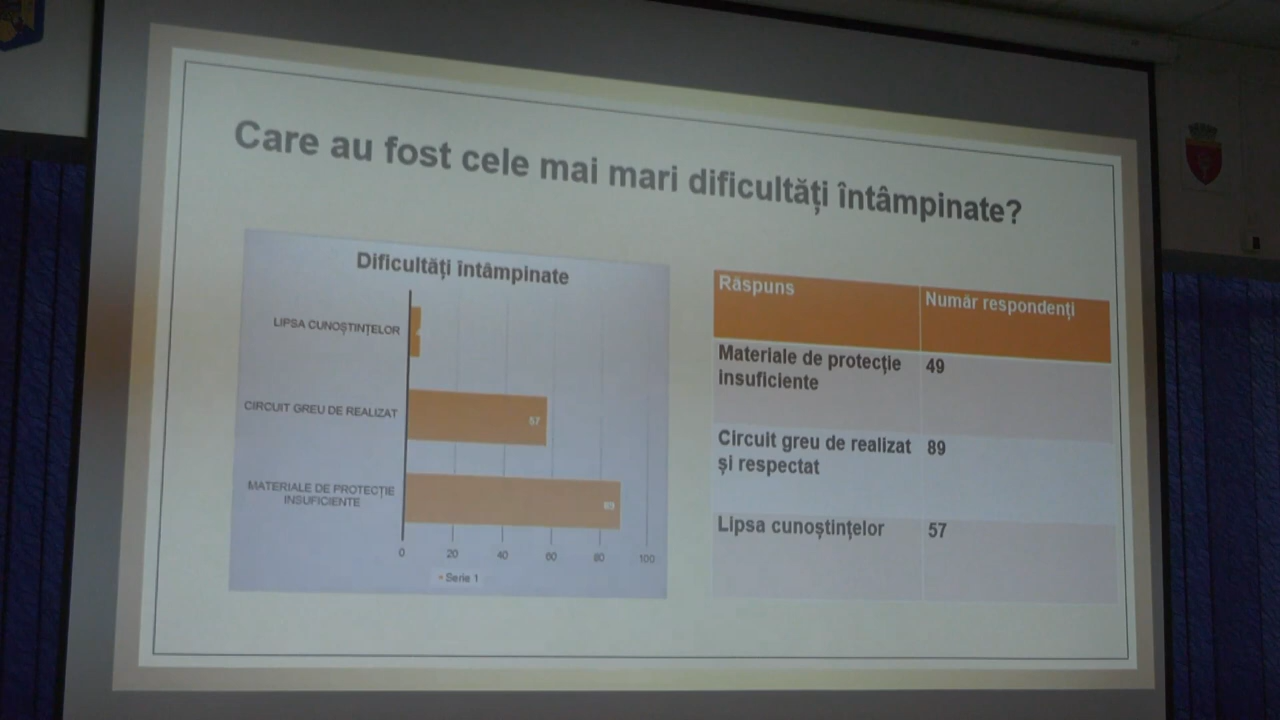 Care au fost cele mai mari dificultăți întâmpinate?
Dificultăți întâmpinate
LIPSA CUNOȘTINȚELOR
CIRCUIT GREU DE REALIZAT
57
MATERIALE DE PROTECȚIE
INSUFICIENTE
0 20 40 60 80 100
Serie 1
Răspuns
Număr respondenți
Materiale de protecție
insuficiente
49
Circuit greu de realizat
și respectat
89
Lipsa cunoștințelor
57